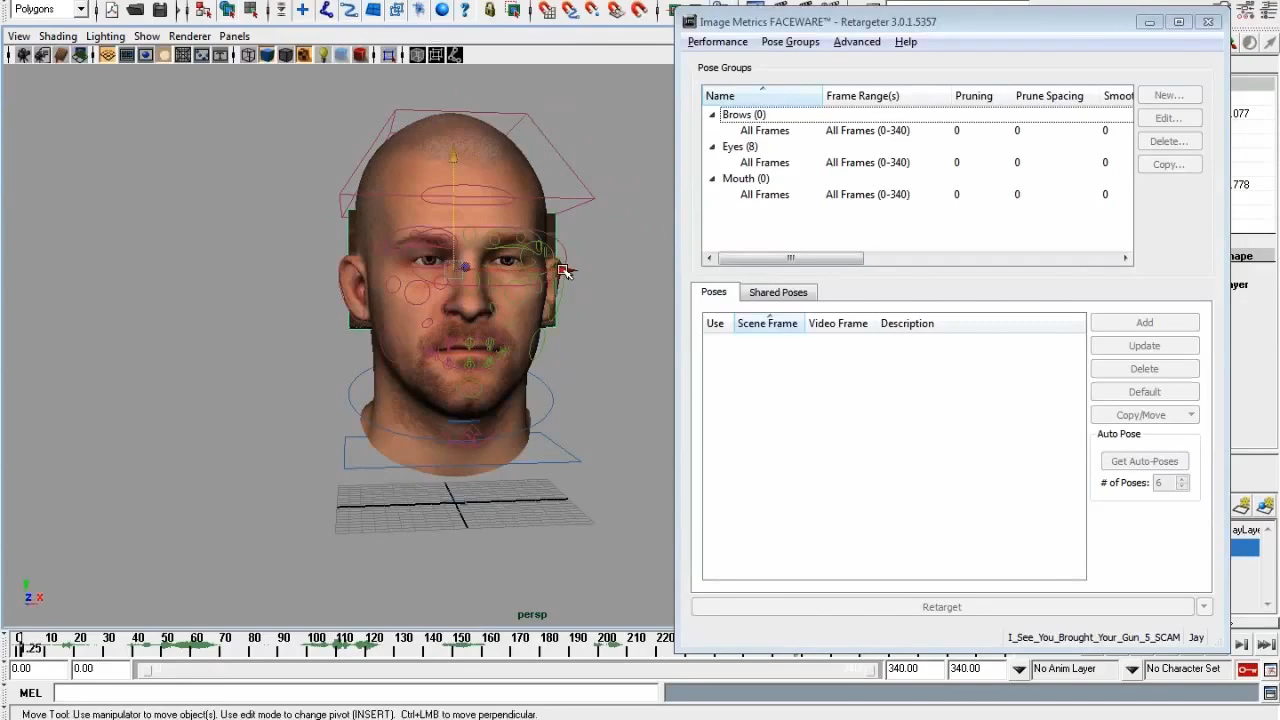 Polygons
View Shading Lighting Show Renderer Panels
Image Metrics FACEWARE™ - Retargeter 3.0.1.5357
Performance Pose Groups Advanced Help
Pose Groups
Name Frame Range(s) Pruning Prune Spacing Smoot
Brows (0)
All Frames All Frames (0-340) 0 0 0
Eyes (8)
All Frames All Frames (0-340) 0 0 0
Mouth (0)
All Frames All Frames (0-340) 0 0 0
New...
Edit...
Delete...
Copy...
.077
.778
hape
yer
Poses Shared Poses
Use Scene Frame Video Frame Description
Add
Update
Delete
Default
Copy/Move
Auto Pose
Get Auto-Poses
# of Poses: 6
ayLaye
Retarget
I_See_You_Brought_Your_Gun_5_SCAM Jay
Z X
persp
10 20 30 40 50 60 70 80 90 100 110 120 130 140 150 160 170 180 190 200 210 220
1.25
0.00 0.00 340.00 340.00 No Anim Layer No Character Set
MEL
Move Tool: Use manipulator to move object(s). Use edit mode to change pivot (INSERT). Ctrl+LMB to move perpendicular.